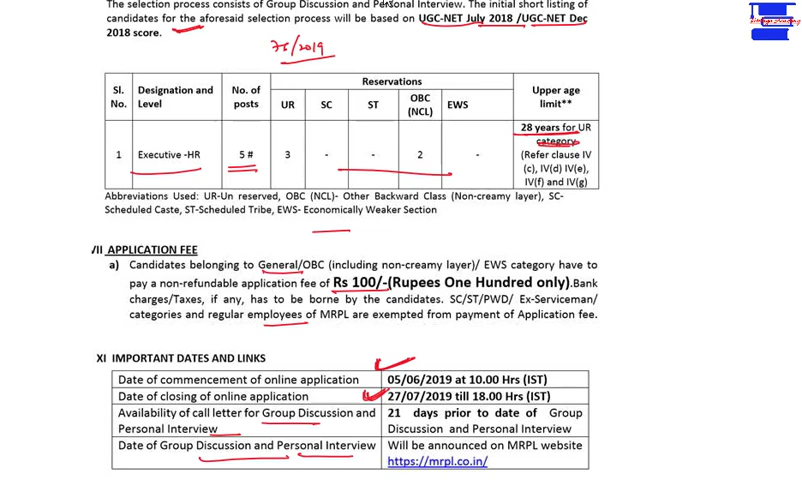 The selection process consists of Group Discussion and Personal Interview. The initial short listing of
candidates for the aforesaid selection process will be based on UGC-NET July 2018 /UGC-NET Dec
2018 score.
Sl. No. Designation and Level No. of posts Reservations Upper age limit**
UR SC ST OBC (NCL) EWS
1 Executive -HR 5 # 3 - - 2 - 28 years for UR
category
(Refer clause IV
(c), IV(d) IV(e),
IV(f) and IV(g)
Abbreviations Used: UR-Un reserved, OBC (NCL)- Other Backward Class (Non-creamy layer), SC-
Scheduled Caste, ST-Scheduled Tribe, EWS- Economically Weaker Section
VII APPLICATION FEE
a) Candidates belonging to General/OBC (including non-creamy layer)/ EWS category have to
pay a non-refundable application fee of Rs 100/-(Rupees One Hundred only).Bank
charges/Taxes, if any, has to be borne by the candidates. SC/ST/PWD/ Ex-Serviceman/
categories and regular employees of MRPL are exempted from payment of Application fee.
XI IMPORTANT DATES AND LINKS
Date of commencement of online application 05/06/2019 at 10.00 Hrs (IST)
Date of closing of online application 27/07/2019 till 18.00 Hrs (IST)
Availability of call letter for Group Discussion and 21 days prior to date of Group
Personal Interview Discussion and Personal Interview
Date of Group Discussion and Personal Interview Will be announced on MRPL website
https://mrpl.co.in/